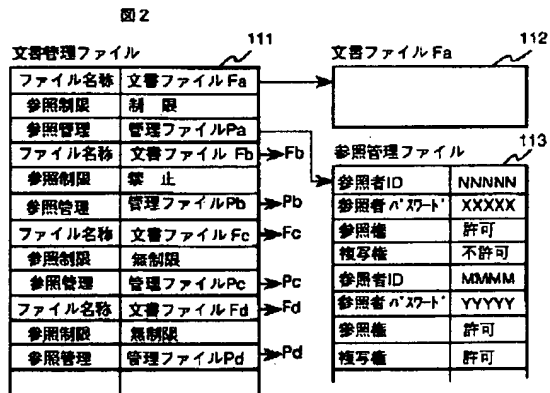 図2
文書管理ファイル 111
ファイル名称 文書ファイルFa
参照制限 制 限
参照管理 管理ファイルPa
ファイル名称 文書ファイル Fb Fb
参照制限 禁 止
参照管理 管理ファイルPb Pb
ファイル名称 文書ファイルFc Fc
参照制限 無制限
参照管理 管理ファイルPc Pc
ファイル名称 文書ファイルFd Fd
参照制限 無制限
参照管理 管理ファイルPd Pd
文書ファイル Fa 112
参照管理ファイル 113
参照者ID NNNNN
参照者パスワード XXXXX
参照権 許可
複写権 不許可
参照者ID MMMM
参照者パスワード YYYYY
参照権 許可
複写権 許可